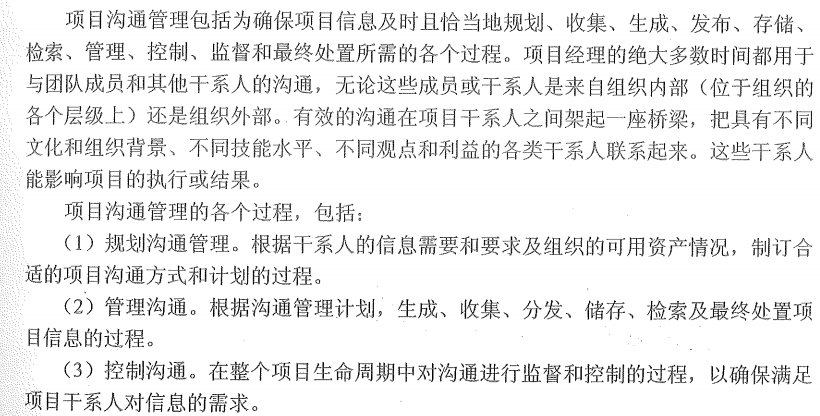 项目沟通管理包括为确保项目信息及时且恰当地规划、收集、生成、发布、存储、
检索、管理、控制、监督和最终处置所需的各个过程。项目经理的绝大多数时间都用于
与团队成员和其他干系人的沟通，无论这些成员或干系人是来自组织内部（位于组织的
各个层级上）还是组织外部。有效的沟通在项目干系人之间架起一座桥梁，把具有不同
文化和组织背景、不同技能水平、不同观点和利益的各类干系人联系起来。这些干系人
能影响项目的执行或结果。
项目沟通管理的各个过程，包括：
（1）规划沟通管理。根据干系人的信息需要和要求及组织的可用资产情况，制订合
适的项目沟通方式和计划的过程。
（2）管理沟通。根据沟通管理计划，生成、收集、分发、储存、检索及最终处置项
目信息的过程。
（3）控制沟通。在整个项目生命周期中对沟通进行监督和控制的过程，以确保满足
项目干系人对信息的需求。